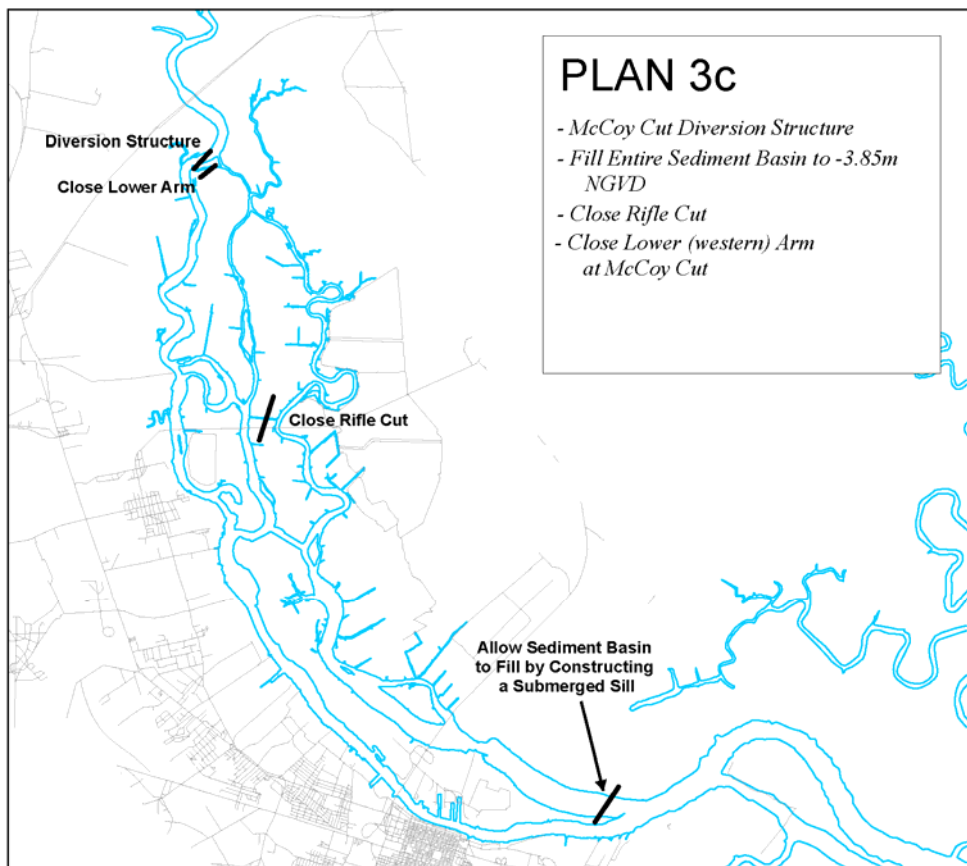 PLAN 3c
- McCoy Cut Diversion Structure
- Fill Entire Sediment Basin to -3.85m
NGVD
- Close Rifle Cut
- Close Lower (western) Arm
at McCoy Cut
Diversion Structure
Close Lower Arm
Close Rifle Cut
Allow Sediment Basin
to Fill by Constructing
a Submerged Sill